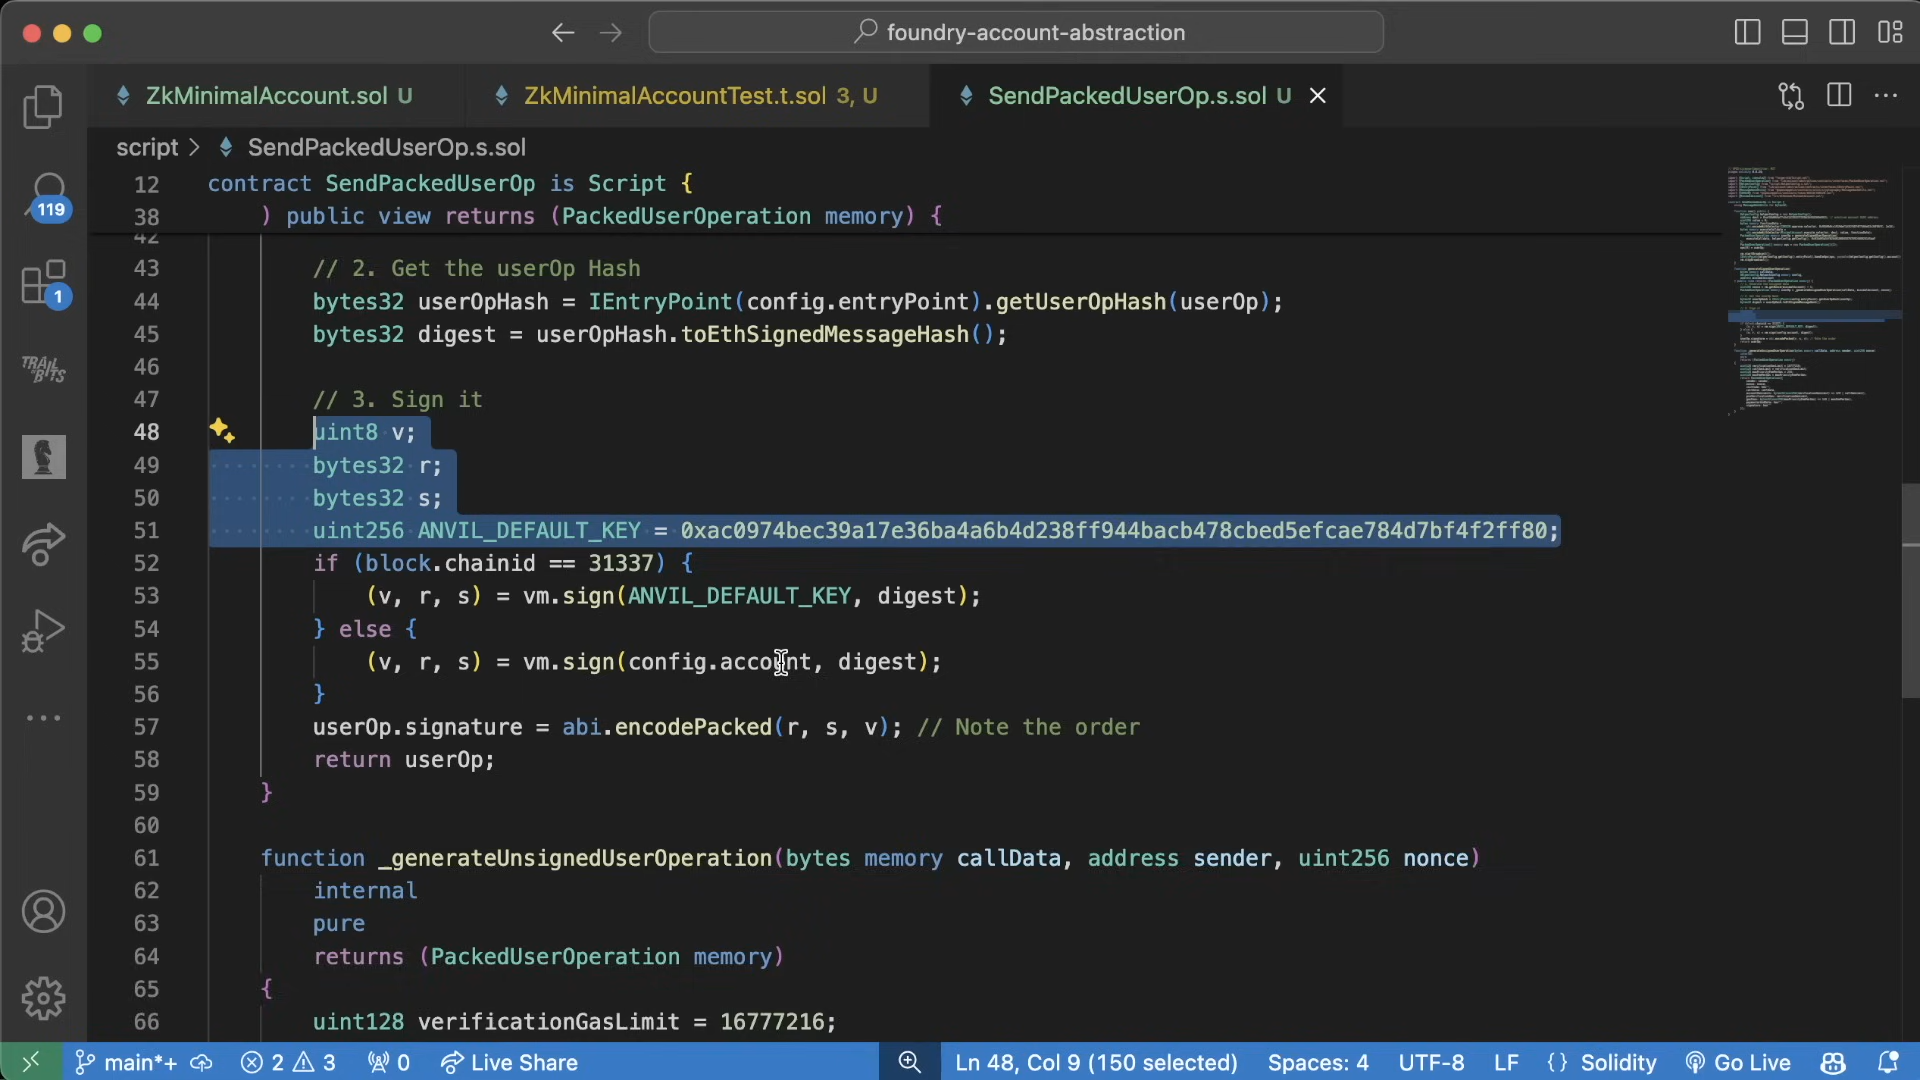 foundry-account-abstraction
ZkMinimalAccount.sol U
ZkMinimalAccountTest.t.sol 3, U
SendPackedUserOp.s.sol U
script > SendPackedUserOp.s.sol
12 contract SendPackedUserOp is Script {
38 ) public view returns (PackedUserOperation memory) {
42
43 // 2. Get the userOp Hash
44 bytes32 userOpHash = IEntryPoint(config.entryPoint).getUserOpHash(userOp);
45 bytes32 digest = userOpHash.toEthSignedMessageHash();
46
47 // 3. Sign it
48 uint8 v;
49 bytes32 r;
50 bytes32 s;
51 uint256 ANVIL_DEFAULT_KEY = 0xac0974bec39a17e36ba4a6b4d238ff944bacb478cbed5efcae784d7bf4f2ff80;
52 if (block.chainid == 31337) {
53 (v, r, s) = vm.sign(ANVIL_DEFAULT_KEY, digest);
54 } else {
55 (v, r, s) = vm.sign(config.account, digest);
56 }
57 userOp.signature = abi.encodePacked(r, s, v); // Note the order
58 return userOp;
59 }
60
61 function _generateUnsignedUserOperation(bytes memory callData, address sender, uint256 nonce)
62 internal
63 pure
64 returns (PackedUserOperation memory)
65 {
66 uint128 verificationGasLimit = 16777216;
119
1
TRAIL OF BITS
main*+ 2 3 0 Live Share Ln 48, Col 9 (150 selected) Spaces: 4 UTF-8 LF {} Solidity Go Live